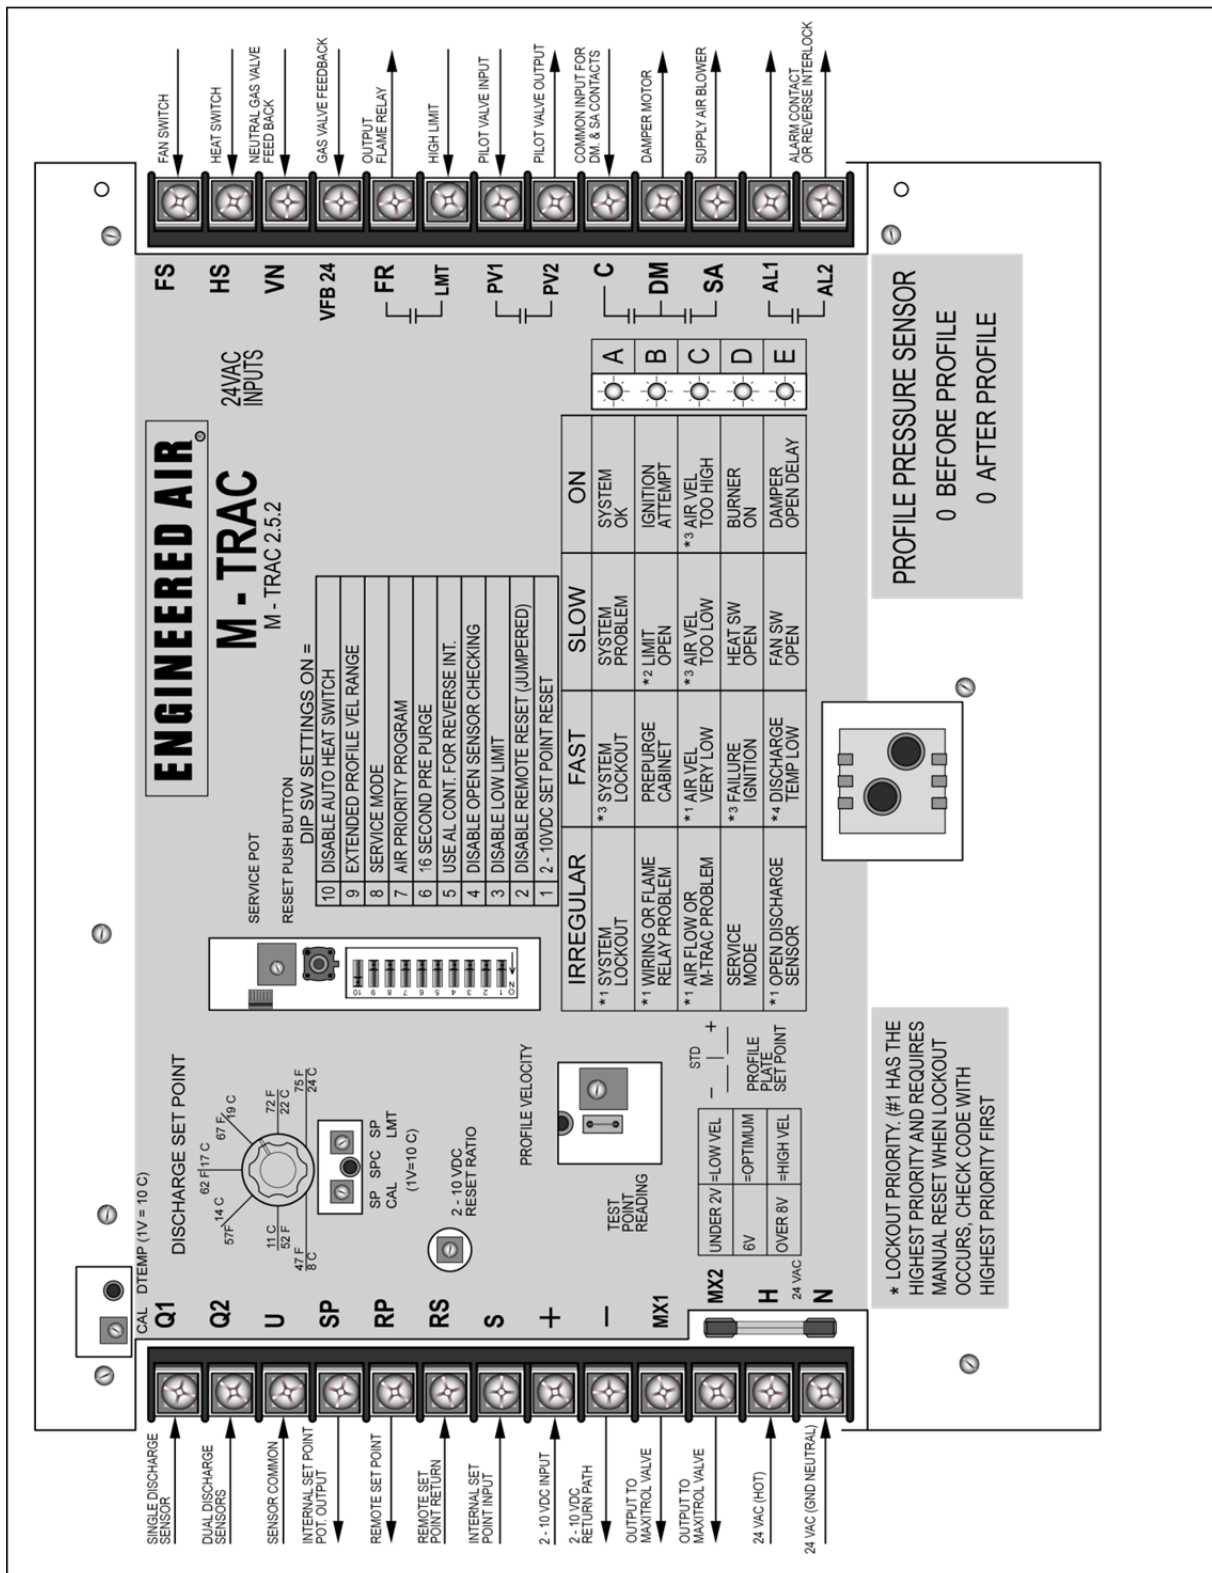 FAN SWITCH
HEAT SWITCH
NEUTRAL GAS VALVE
FEED BACK
GAS VALVE FEEDBACK
OUTPUT
FLAME RELAY
HIGH LIMIT
PILOT VALVE INPUT
PILOT VALVE OUTPUT
COMMON INPUT FOR
DM. & SA CONTACTS
DAMPER MOTOR
SUPPLY AIR BLOWER
ALARM CONTACT
OR REVERSE INTERLOCK
FS
HS
VN
VFB 24
FR
LMT
PV1
PV2
C
DM
SA
AL1
AL2
24VAC
INPUTS
ENGINEERED AIR
M - TRAC
M - TRAC 2.5.2
SERVICE POT
RESET PUSH BUTTON
DIP SW SETTINGS ON =
10 DISABLE AUTO HEAT SWITCH
9 EXTENDED PROFILE VEL RANGE
8 SERVICE MODE
7 AIR PRIORITY PROGRAM
6 16 SECOND PRE PURGE
5 USE AL CONT. FOR REVERSE INT.
4 DISABLE OPEN SENSOR CHECKING
3 DISABLE LOW LIMIT
2 DISABLE REMOTE RESET (JUMPERED)
1 2 - 10VDC SET POINT RESET
10
9
8
7
6
5
4
3
2
1
ON
IRREGULAR
FAST
SLOW
ON
*1 SYSTEM
LOCKOUT
*3 SYSTEM
LOCKOUT
SYSTEM
PROBLEM
SYSTEM
OK
A
*1 WIRING OR FLAME
RELAY PROBLEM
PREPURGE
CABINET
*2 LIMIT
OPEN
IGNITION
ATTEMPT
B
*1 AIR FLOW OR
M-TRAC PROBLEM
*1 AIR VEL
VERY LOW
*3 AIR VEL
TOO LOW
*3 AIR VEL
TOO HIGH
C
SERVICE
MODE
*3 FAILURE
IGNITION
HEAT SW
OPEN
BURNER
ON
D
*1 OPEN DISCHARGE
SENSOR
*4 DISCHARGE
TEMP LOW
FAN SW
OPEN
DAMPER
OPEN DELAY
E
PROFILE PRESSURE SENSOR
0 BEFORE PROFILE
0 AFTER PROFILE
CAL DTEMP (1V = 10 C)
DISCHARGE SET POINT
47 F
8 C
11 C
52 F
57F
14 C
62 F
17 C
67 F
19 C
72 F
22 C
75 F
24 C
SP SPC SP
CAL LMT
(1V=10 C)
2 - 10 VDC
RESET RATIO
PROFILE VELOCITY
TEST
POINT
READING
UNDER 2V =LOW VEL
6V =OPTIMUM
OVER 8V =HIGH VEL
− STD +
PROFILE
PLATE
SET POINT
* LOCKOUT PRIORITY. (#1 HAS THE
HIGHEST PRIORITY AND REQUIRES
MANUAL RESET WHEN LOCKOUT
OCCURS, CHECK CODE WITH
HIGHEST PRIORITY FIRST
Q1
Q2
U
SP
RP
RS
S
+
−
MX1
MX2
H
24 VAC
N
SINGLE DISCHARGE
SENSOR
DUAL DISCHARGE
SENSORS
SENSOR COMMON
INTERNAL SET POINT
POT. OUTPUT
REMOTE SET POINT
REMOTE SET
POINT RETURN
INTERNAL SET
POINT INPUT
2 - 10 VDC INPUT
2 - 10 VDC
RETURN PATH
OUTPUT TO
MAXITROL VALVE
OUTPUT TO
MAXITROL VALVE
24 VAC (HOT)
24 VAC (GND NEUTRAL)